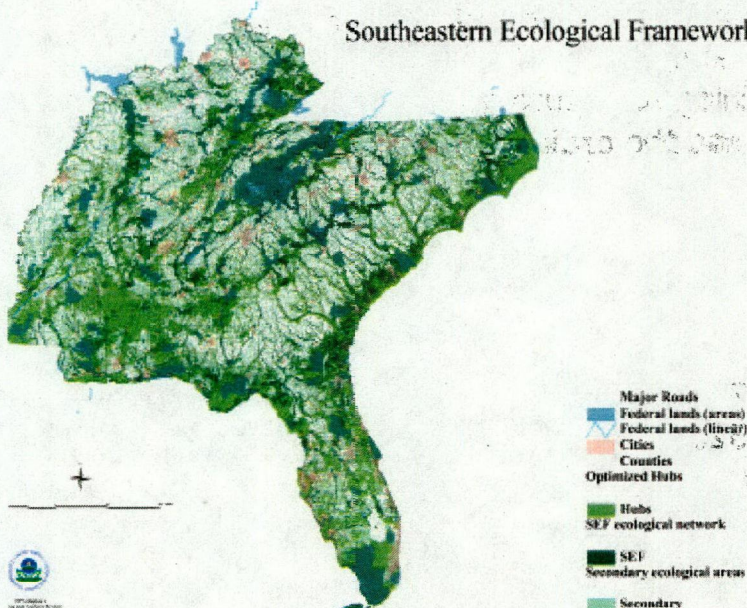 Southeastern Ecological Framework
Major Roads
Federal lands (areas)
Federal lands (linear)
Cities
Counties
Optimized Hubs
Hubs
SEF ecological network
SEF
Secondary ecological areas
Secondary